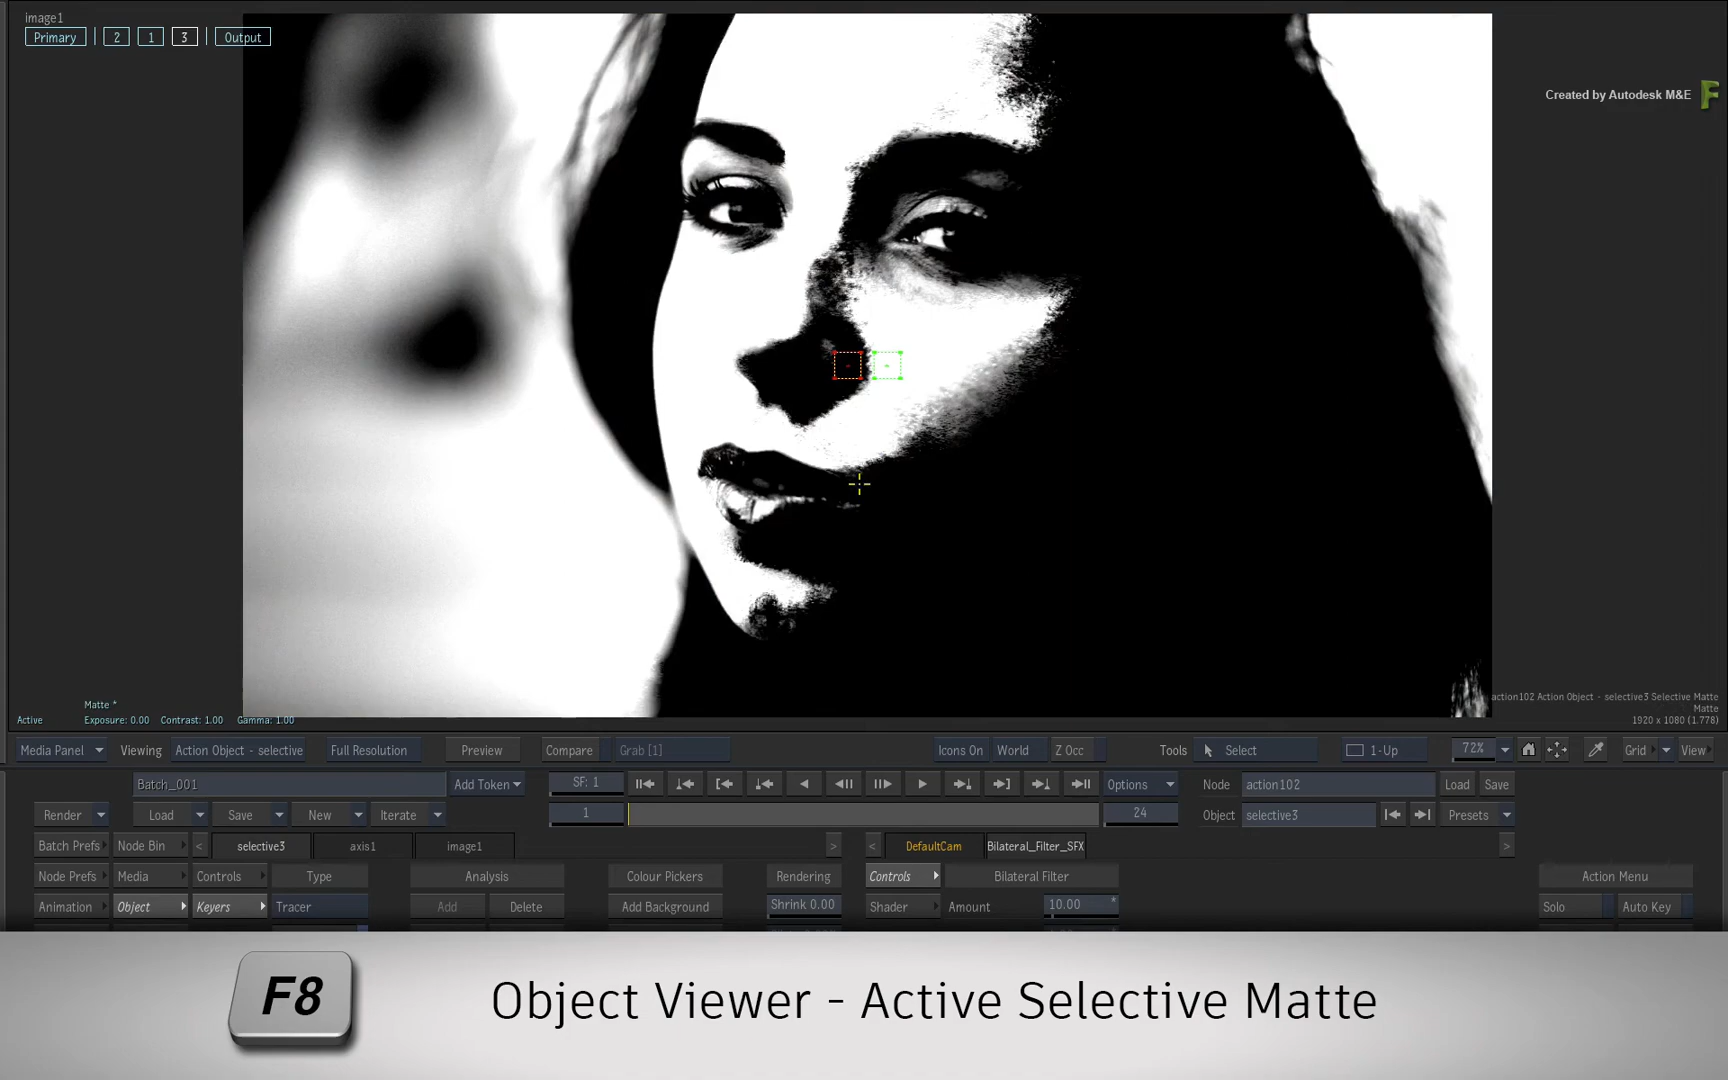 image1
Primary | 2 1 3 | Output
Created by Autodesk M&E
Matte *
Active Exposure: 0.00 Contrast: 1.00 Gamma: 1.00
action102 Action Object - selective3 Selective Matte
Matte
1920 x 1080 (1.778)
Media Panel Viewing Action Object - selective Full Resolution Preview Compare Grab [1] Icons On World Z Occ Tools Select 1-Up 72% Grid View
Batch_001 Add Token SF: 1 Options Node action102 Load Save
Render Load Save New Iterate 1 24 Object selective3 Presets
Batch Prefs Node Bin < selective3 axis1 image1 > < DefaultCam Bilateral_Filter_SFX >
Node Prefs Media Controls Type Analysis Colour Pickers Rendering Controls Bilateral Filter Action Menu
Animation Object Keyers Tracer Add Delete Add Background Shrink 0.00 Shader Amount 10.00 * Solo Auto Key
F8 Object Viewer - Active Selective Matte